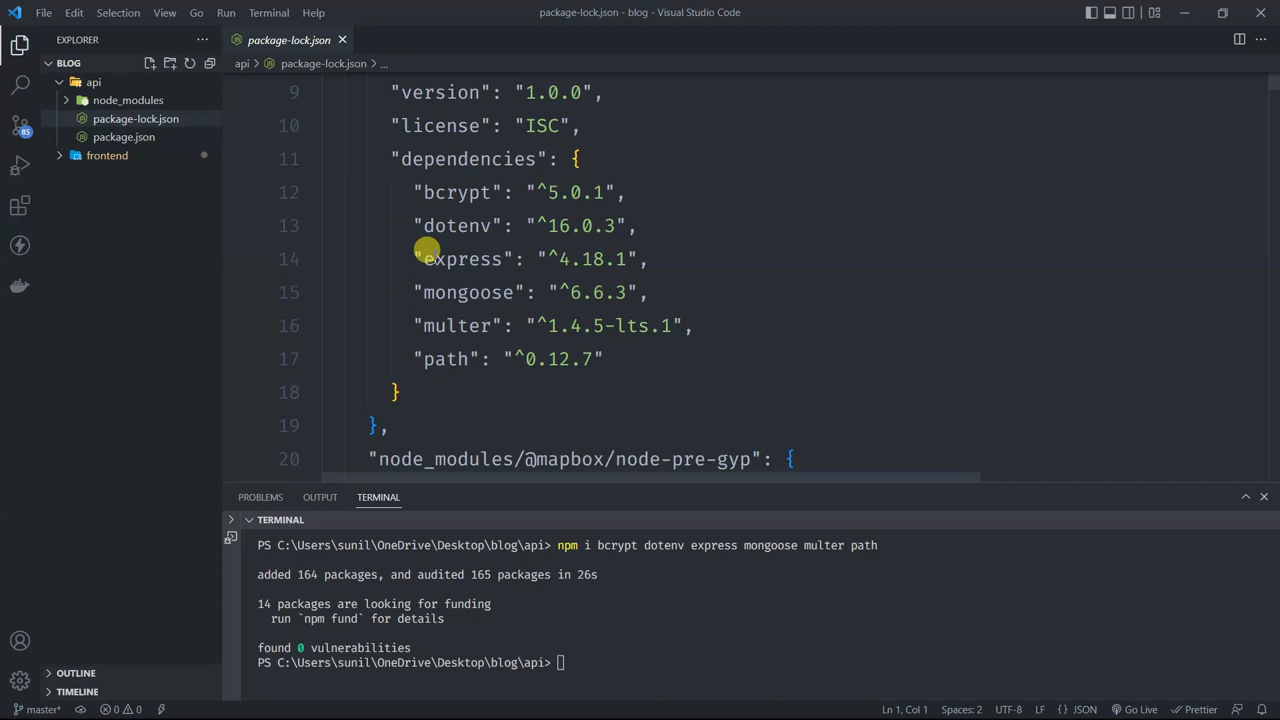 File Edit Selection View Go Run Terminal Help
package-lock.json - blog - Visual Studio Code
EXPLORER
BLOG
api
node_modules
package-lock.json
package.json
frontend
85
OUTLINE
TIMELINE
package-lock.json
api > package-lock.json > ...
9 "version": "1.0.0",
10 "license": "ISC",
11 "dependencies": {
12 "bcrypt": "^5.0.1",
13 "dotenv": "^16.0.3",
14 "express": "^4.18.1",
15 "mongoose": "^6.6.3",
16 "multer": "^1.4.5-lts.1",
17 "path": "^0.12.7"
18 }
19 },
20 "node_modules/@mapbox/node-pre-gyp": {
PROBLEMS OUTPUT TERMINAL
TERMINAL
PS C:\Users\sunil\OneDrive\Desktop\blog\api> npm i bcrypt dotenv express mongoose multer path
added 164 packages, and audited 165 packages in 26s
14 packages are looking for funding
run `npm fund` for details
found 0 vulnerabilities
PS C:\Users\sunil\OneDrive\Desktop\blog\api>
master* 0 0 Ln 1, Col 1 Spaces: 2 UTF-8 LF {} JSON Go Live Prettier